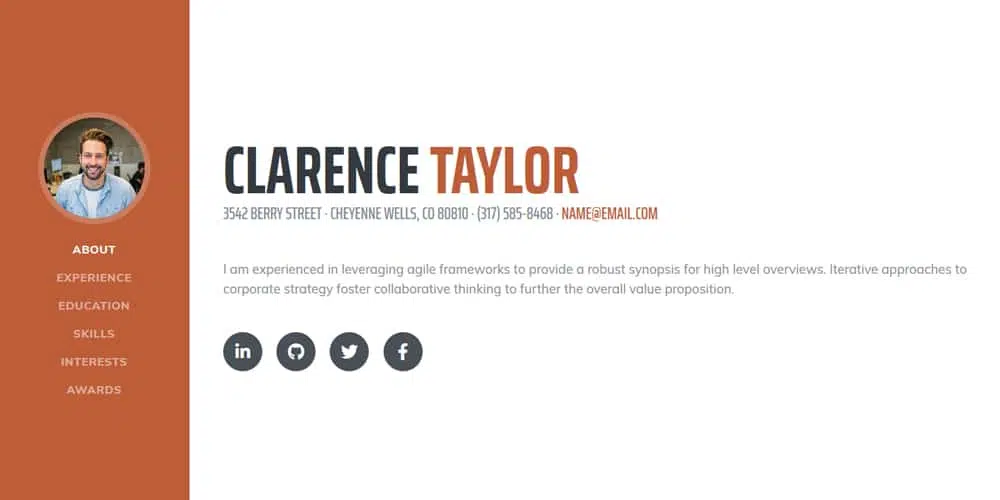 ABOUT
EXPERIENCE
EDUCATION
SKILLS
INTERESTS
AWARDS
CLARENCE TAYLOR
3542 BERRY STREET · CHEYENNE WELLS, CO 80810 · (317) 585-8468 · NAME@EMAIL.COM
I am experienced in leveraging agile frameworks to provide a robust synopsis for high level overviews. Iterative approaches to
corporate strategy foster collaborative thinking to further the overall value proposition.
in
f